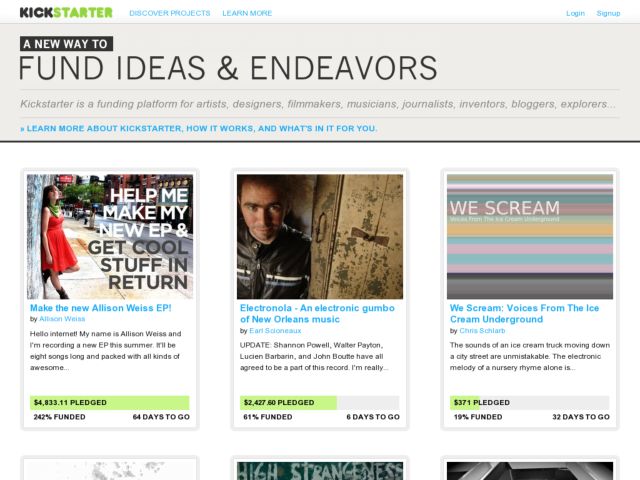 KICKSTARTER DISCOVER PROJECTS LEARN MORE Login Signup
A NEW WAY TO
FUND IDEAS & ENDEAVORS
Kickstarter is a funding platform for artists, designers, filmmakers, musicians, journalists, inventors, bloggers, explorers...
» LEARN MORE ABOUT KICKSTARTER, HOW IT WORKS, AND WHAT'S IN IT FOR YOU.
HELP ME
MAKE MY
NEW EP &
GET COOL
STUFF IN
RETURN
Make the new Allison Weiss EP!
by Allison Weiss
Hello internet! My name is Allison Weiss and
I'm recording a new EP this summer. It'll be
eight songs long and packed with all kinds of
awesome...
$4,833.11 PLEDGED
242% FUNDED 64 DAYS TO GO
Electronola - An electronic gumbo
of New Orleans music
by Earl Scioneaux
UPDATE: Shannon Powell, Walter Payton,
Lucien Barbarin, and John Boutte have all
agreed to be a part of this record. I'm really...
$2,427.60 PLEDGED
61% FUNDED 6 DAYS TO GO
WE SCREAM
Voices From The Ice Cream Underground
We Scream: Voices From The Ice
Cream Underground
by Chris Schlarb
The sounds of an ice cream truck moving down
a city street are unmistakable. The electronic
melody of a nursery rhyme alone is...
$371 PLEDGED
19% FUNDED 32 DAYS TO GO
HIGH STRANGENESS